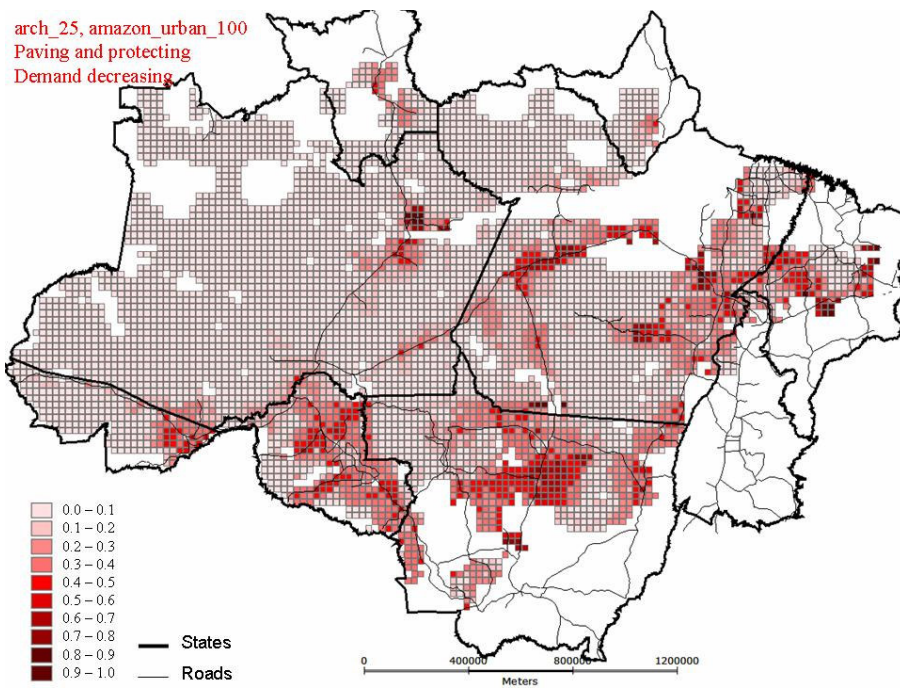 arch_25, amazon_urban_100
Paving and protecting
Demand decreasing
0.0 – 0.1
0.1 – 0.2
0.2 – 0.3
0.3 – 0.4
0.4 – 0.5
0.5 – 0.6
0.6 – 0.7
0.7 – 0.8
0.8 – 0.9
0.9 – 1.0
States
Roads
0 400000 800000 1200000
Meters